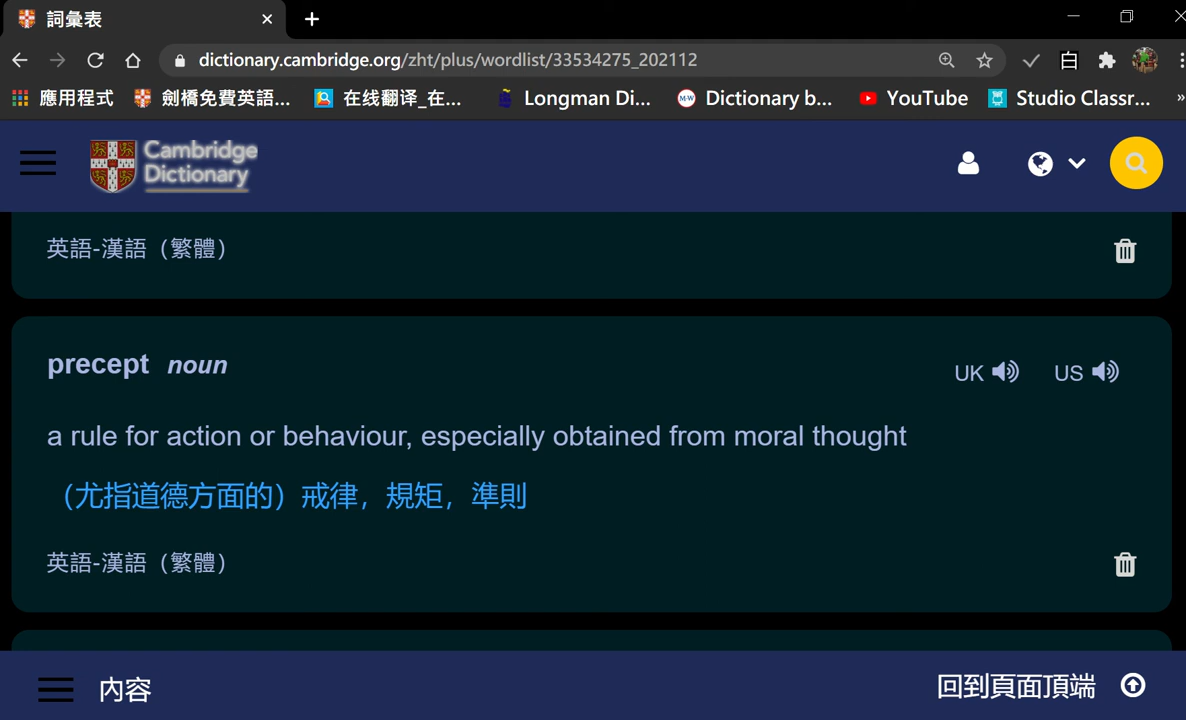 詞彙表
dictionary.cambridge.org/zht/plus/wordlist/33534275_202112
應用程式 劍橋免費英語... 在线翻译_在... Longman Di... M-W Dictionary b... YouTube Studio Classr... »
Cambridge
Dictionary
英語-漢語（繁體）
precept noun UK US
a rule for action or behaviour, especially obtained from moral thought
（尤指道德方面的）戒律，規矩，準則
英語-漢語（繁體）
內容 回到頁面頂端